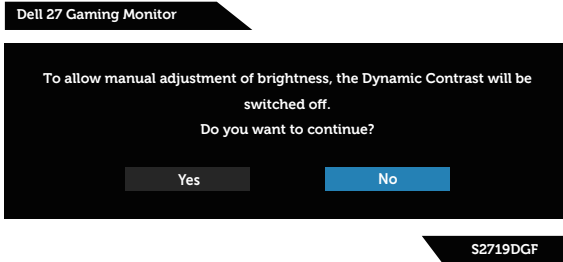 Dell 27 Gaming Monitor
To allow manual adjustment of brightness, the Dynamic Contrast will be
switched off.
Do you want to continue?
Yes
No
S2719DGF